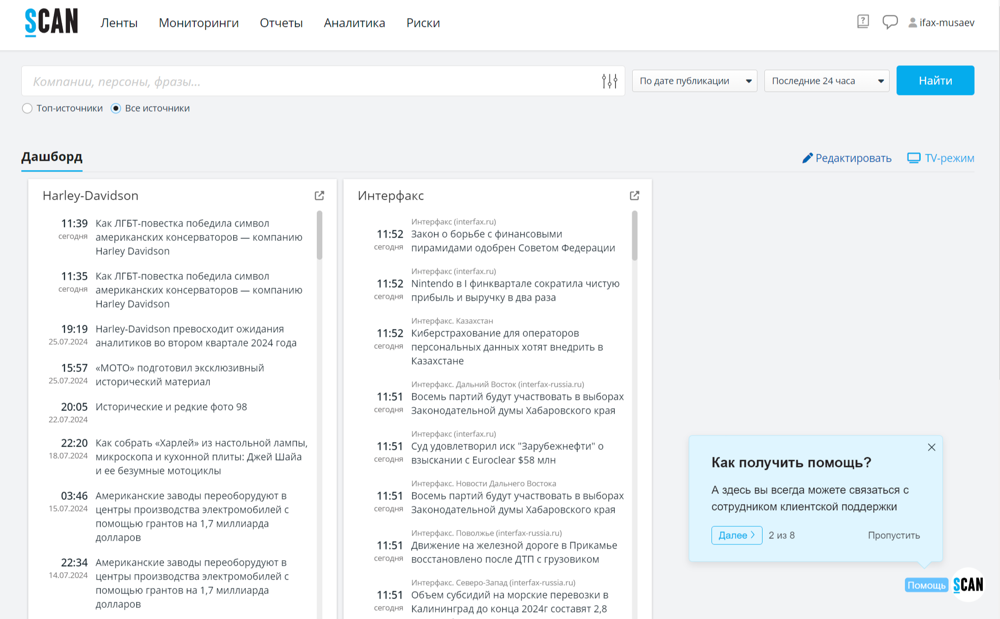 SCAN
Ленты
Мониторинги
Отчеты
Аналитика
Риски
ifax-musaev
Компании, персоны, фразы...
По дате публикации
Последние 24 часа
Найти
Топ-источники
Все источники
Дашборд
Редактировать
TV-режим
Harley-Davidson
11:39
сегодня
Как ЛГБТ-повестка победила символ
американских консерваторов — компанию
Harley Davidson
11:35
сегодня
Как ЛГБТ-повестка победила символ
американских консерваторов — компанию
Harley Davidson
19:19
25.07.2024
Harley-Davidson превосходит ожидания
аналитиков во втором квартале 2024 года
15:57
25.07.2024
«МОТО» подготовил эксклюзивный
исторический материал
20:05
22.07.2024
Исторические и редкие фото 98
22:20
18.07.2024
Как собрать «Харлей» из настольной лампы,
микроскопа и кухонной плиты: Джей Шайа
и ее безумные мотоциклы
03:46
15.07.2024
Американские заводы переоборудуют в
центры производства электромобилей с
помощью грантов на 1,7 миллиарда
долларов
22:34
14.07.2024
Американские заводы переоборудуют в
центры производства электромобилей с
помощью грантов на 1,7 миллиарда
долларов
Интерфакс
Интерфакс (interfax.ru)
11:52
сегодня
Закон о борьбе с финансовыми
пирамидами одобрен Советом Федерации
Интерфакс (interfax.ru)
11:52
сегодня
Nintendo в I финквартале сократила чистую
прибыль и выручку в два раза
Интерфакс. Казахстан
11:52
сегодня
Киберстрахование для операторов
персональных данных хотят внедрить в
Казахстане
Интерфакс. Дальний Восток (interfax-russia.ru)
11:51
сегодня
Восемь партий будут участвовать в выборах
Законодательной думы Хабаровского края
Интерфакс (interfax.ru)
11:51
сегодня
Суд удовлетворил иск "Зарубежнефти" о
взыскании с Euroclear $58 млн
Интерфакс. Новости Дальнего Востока
11:51
сегодня
Восемь партий будут участвовать в выборах
Законодательной думы Хабаровского края
Интерфакс. Поволжье (interfax-russia.ru)
11:51
сегодня
Движение на железной дороге в Прикамье
восстановлено после ДТП с грузовиком
Интерфакс. Северо-Запад (interfax-russia.ru)
11:51
сегодня
Объем субсидий на морские перевозки в
Калининград до конца 2024г составят 2,8
Как получить помощь?
А здесь вы всегда можете связаться с
сотрудником клиентской поддержки
Далее
2 из 8
Пропустить
Помощь
SCAN